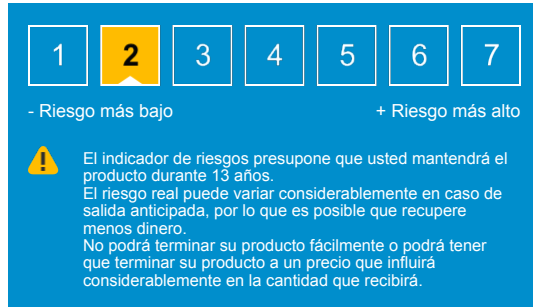 1 2 3 4 5 6 7
- Riesgo más bajo + Riesgo más alto
El indicador de riesgos presupone que usted mantendrá el
producto durante 13 años.
El riesgo real puede variar considerablemente en caso de
salida anticipada, por lo que es posible que recupere
menos dinero.
No podrá terminar su producto fácilmente o podrá tener
que terminar su producto a un precio que influirá
considerablemente en la cantidad que recibirá.